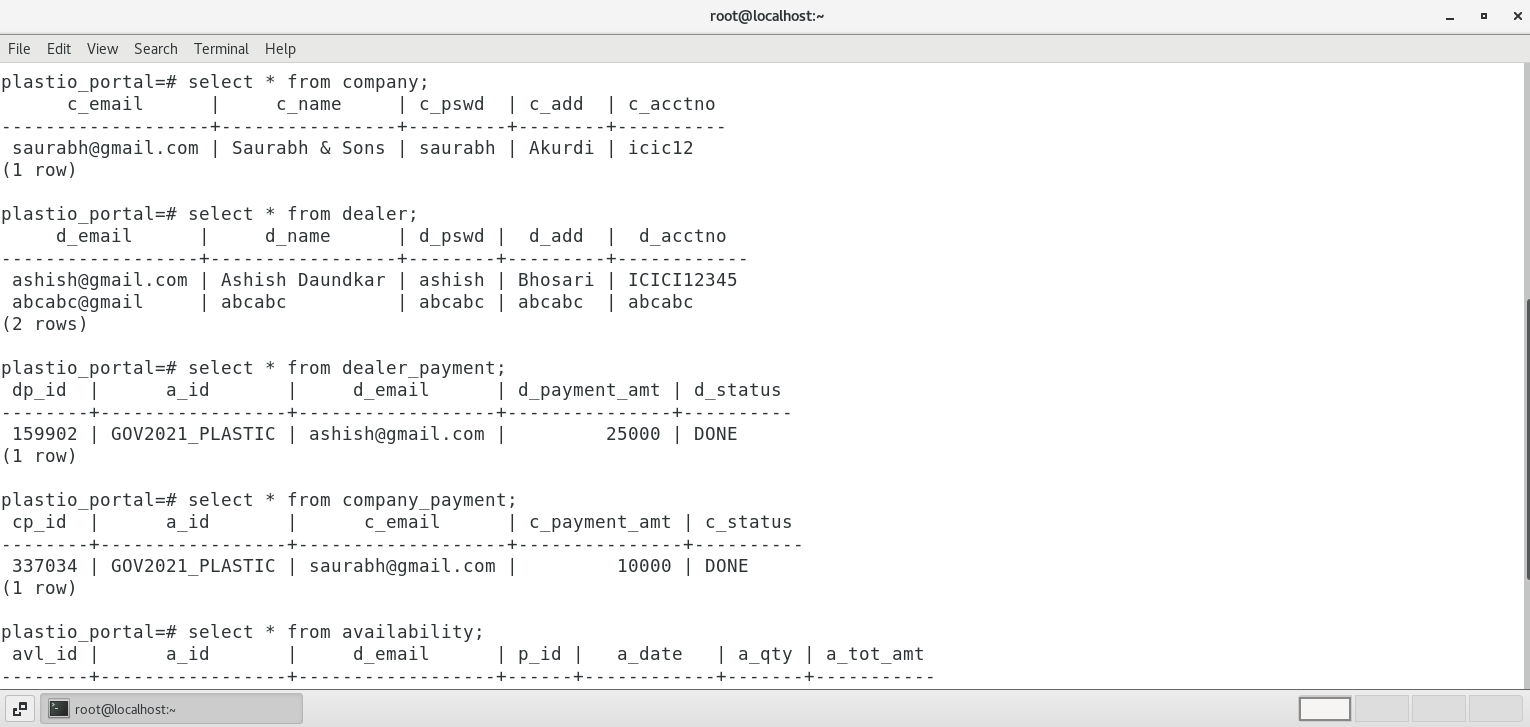 root@localhost:~
File Edit View Search Terminal Help
plastio_portal=# select * from company;
      c_email      |     c_name     | c_pswd  | c_add  | c_acctno
-------------------+----------------+---------+--------+----------
 saurabh@gmail.com | Saurabh & Sons | saurabh | Akurdi | icic12
(1 row)

plastio_portal=# select * from dealer;
     d_email      |     d_name      | d_pswd |  d_add  |  d_acctno
------------------+-----------------+--------+---------+------------
 ashish@gmail.com | Ashish Daundkar | ashish | Bhosari | ICICI12345
 abcabc@gmail     | abcabc          | abcabc | abcabc  | abcabc
(2 rows)

plastio_portal=# select * from dealer_payment;
 dp_id  |      a_id       |     d_email      | d_payment_amt | d_status
--------+-----------------+------------------+---------------+----------
 159902 | GOV2021_PLASTIC | ashish@gmail.com |         25000 | DONE
(1 row)

plastio_portal=# select * from company_payment;
 cp_id  |      a_id       |      c_email      | c_payment_amt | c_status
--------+-----------------+-------------------+---------------+----------
 337034 | GOV2021_PLASTIC | saurabh@gmail.com |         10000 | DONE
(1 row)

plastio_portal=# select * from availability;
 avl_id |      a_id       |     d_email      | p_id |   a_date   | a_qty | a_tot_amt
--------+-----------------+------------------+------+------------+-------+-----------
root@localhost:~